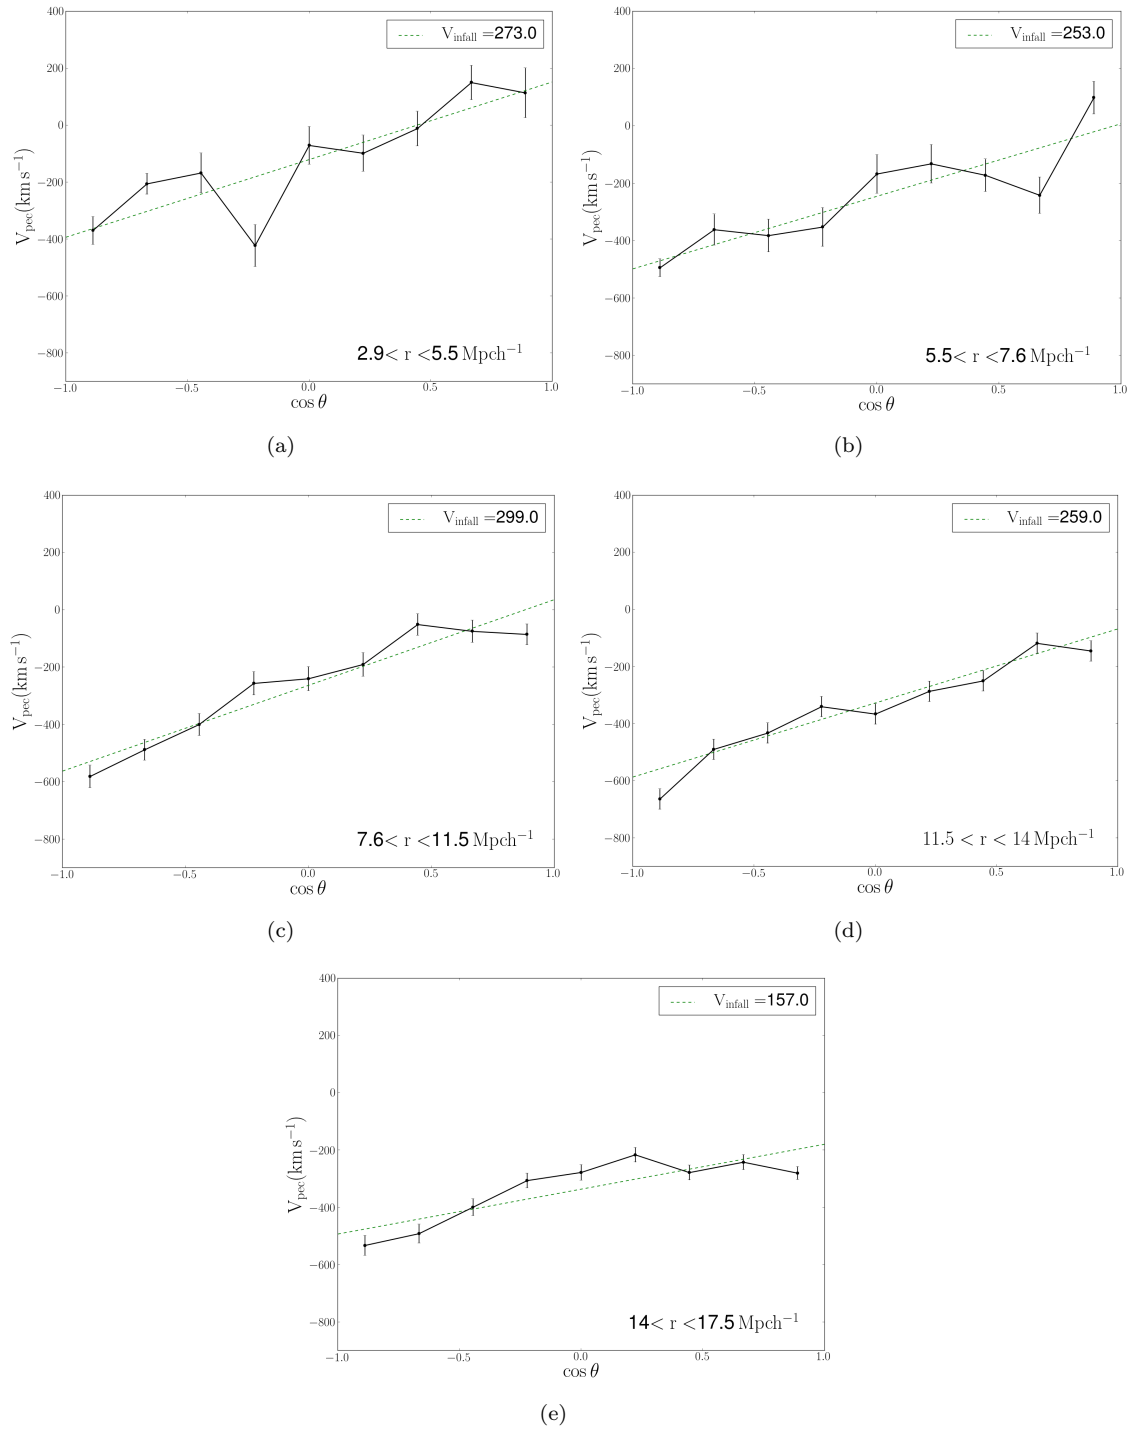 400
200
0
−200
−400
−600
−800
V_pec(km s⁻¹)
V_infall =273.0
2.9< r <5.5 Mpch⁻¹
−1.0 −0.5 0.0 0.5 1.0
cos θ
(a)
400
200
0
−200
−400
−600
−800
V_pec(km s⁻¹)
V_infall =253.0
5.5< r <7.6 Mpch⁻¹
−1.0 −0.5 0.0 0.5 1.0
cos θ
(b)
400
200
0
−200
−400
−600
−800
V_pec(km s⁻¹)
V_infall =299.0
7.6< r <11.5 Mpch⁻¹
−1.0 −0.5 0.0 0.5 1.0
cos θ
(c)
400
200
0
−200
−400
−600
−800
V_pec(km s⁻¹)
V_infall =259.0
11.5 < r < 14 Mpch⁻¹
−1.0 −0.5 0.0 0.5 1.0
cos θ
(d)
400
200
0
−200
−400
−600
−800
V_pec(km s⁻¹)
V_infall =157.0
14< r <17.5 Mpch⁻¹
−1.0 −0.5 0.0 0.5 1.0
cos θ
(e)